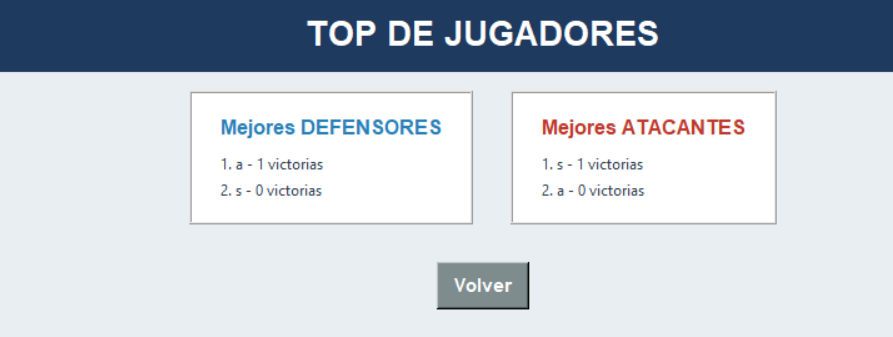 TOP DE JUGADORES
Mejores DEFENSORES
1. a - 1 victorias
2. s - 0 victorias
Mejores ATACANTES
1. s - 1 victorias
2. a - 0 victorias
Volver